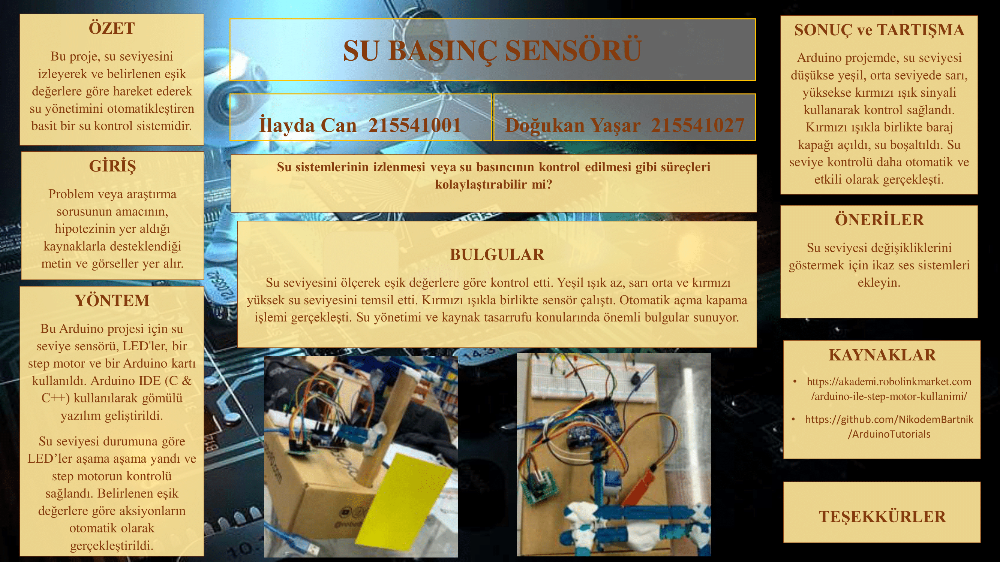 ÖZET
Bu proje, su seviyesini
izleyerek ve belirlenen eşik
değerlere göre hareket ederek
su yönetimini otomatikleştiren
basit bir su kontrol sistemidir.
GİRİŞ
Problem veya araştırma
sorusunun amacının,
hipotezinin yer aldığı
kaynaklarla desteklendiği
metin ve görseller yer alır.
YÖNTEM
Bu Arduino projesi için su
seviye sensörü, LED'ler, bir
step motor ve bir Arduino kartı
kullanıldı. Arduino IDE (C &
C++) kullanılarak gömülü
yazılım geliştirildi.
Su seviyesi durumuna göre
LED’ler aşama aşama yandı ve
step motorun kontrolü
sağlandı. Belirlenen eşik
değerlere göre aksiyonların
otomatik olarak
gerçekleştirildi.
SU BASINÇ SENSÖRÜ
İlayda Can 215541001
Doğukan Yaşar 215541027
Su sistemlerinin izlenmesi veya su basıncının kontrol edilmesi gibi süreçleri
kolaylaştırabilir mi?
BULGULAR
Su seviyesini ölçerek eşik değerlere göre kontrol etti. Yeşil ışık az, sarı orta ve kırmızı
yüksek su seviyesini temsil etti. Kırmızı ışıkla birlikte sensör çalıştı. Otomatik açma kapama
işlemi gerçekleşti. Su yönetimi ve kaynak tasarrufu konularında önemli bulgular sunuyor.
SONUÇ ve TARTIŞMA
Arduino projemde, su seviyesi
düşükse yeşil, orta seviyede sarı,
yüksekse kırmızı ışık sinyali
kullanarak kontrol sağlandı.
Kırmızı ışıkla birlikte baraj
kapağı açıldı, su boşaltıldı. Su
seviye kontrolü daha otomatik ve
etkili olarak gerçekleşti.
ÖNERİLER
Su seviyesi değişikliklerini
göstermek için ikaz ses sistemleri
ekleyin.
KAYNAKLAR
• https://akademi.robolinkmarket.com
/arduino-ile-step-motor-kullanimi/
• https://github.com/NikodemBartnik
/ArduinoTutorials
TEŞEKKÜRLER